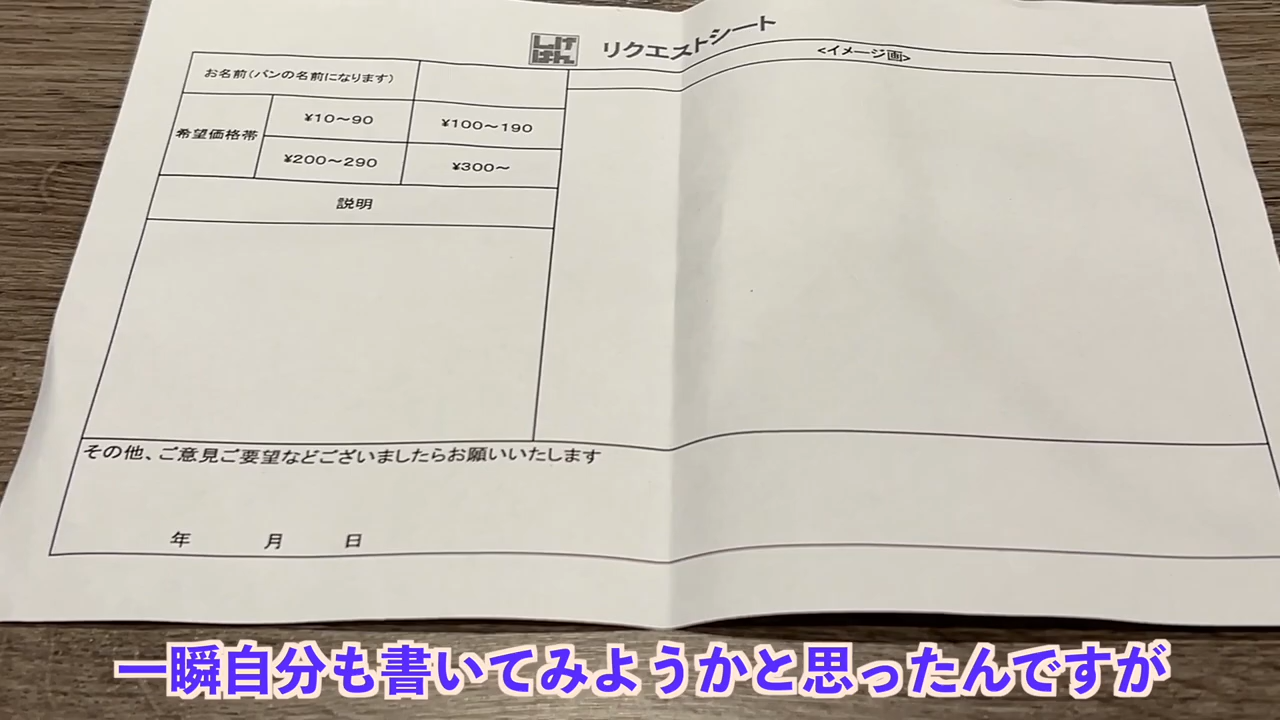 しげぱん
リクエストシート
<イメージ画>
お名前(パンの名前になります)
希望価格帯
¥10～90
¥100～190
¥200～290
¥300～
説明
その他、ご意見ご要望などございましたらお願いいたします
年 月 日
一瞬自分も書いてみようかと思ったんですが